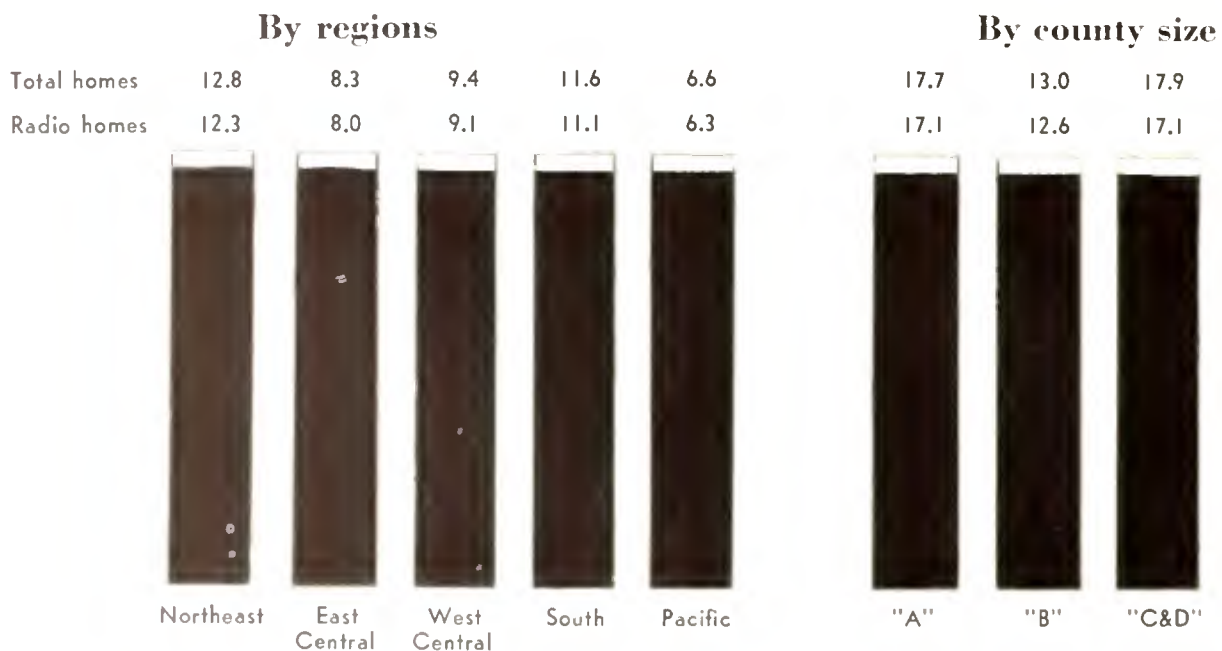 By regions By county size
Total homes 12.8 8.3 9.4 11.6 6.6 17.7 13.0 17.9
Radio homes 12.3 8.0 9.1 11.1 6.3 17.1 12.6 17.1
Northeast East West South Pacific "A" "B" "C&D"
Central Central